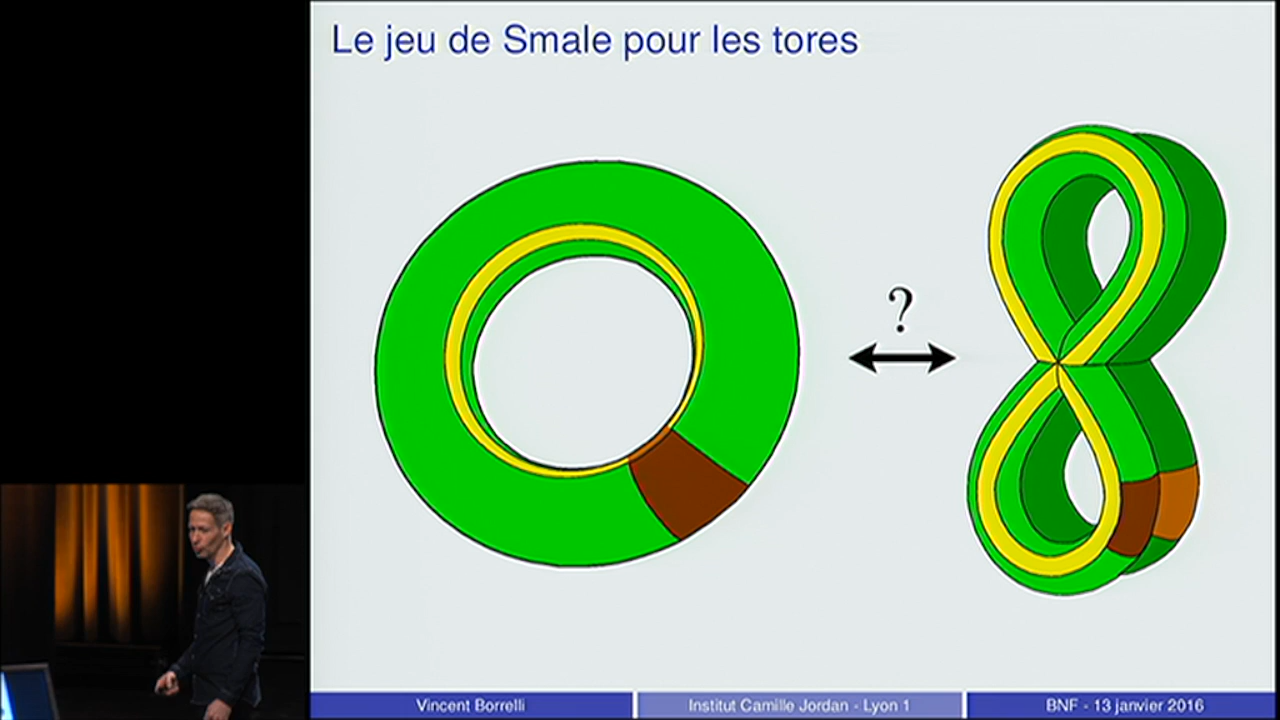 Le jeu de Smale pour les tores
?
Vincent Borrelli
Institut Camille Jordan - Lyon 1
BNF - 13 janvier 2016